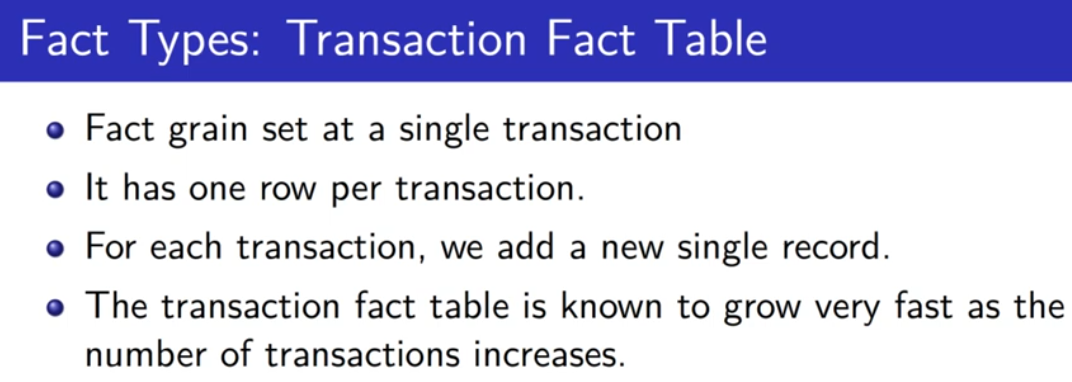 Fact Types: Transaction Fact Table
Fact grain set at a single transaction
It has one row per transaction.
For each transaction, we add a new single record.
The transaction fact table is known to grow very fast as the
number of transactions increases.